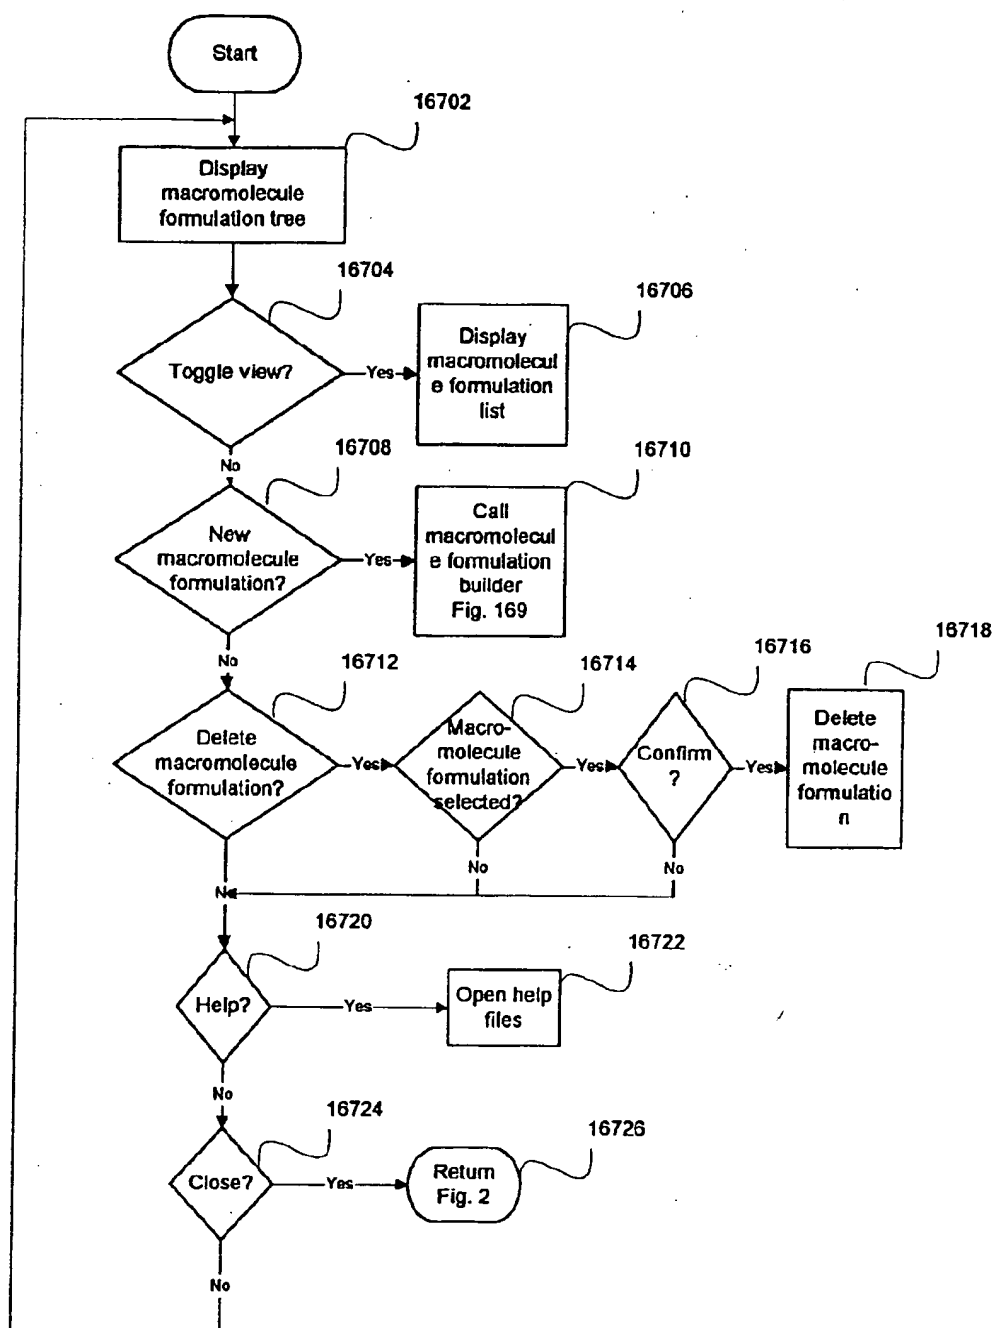 Start
16702
Display
macromolecule
formulation tree
16704
Toggle view?
Yes
16706
Display
macromolecul
e formulation
list
No
16708
New
macromolecule
formulation?
Yes
16710
Call
macromolecul
e formulation
builder
Fig. 169
No
16712
Delete
macromolecule
formulation?
Yes
16714
Macro-
molecule
formulation
selected?
Yes
16716
Confirm
?
Yes
16718
Delete
macro-
molecule
formulatio
n
No
No
No
16720
Help?
Yes
16722
Open help
files
No
16724
Close?
Yes
16726
Return
Fig. 2
No